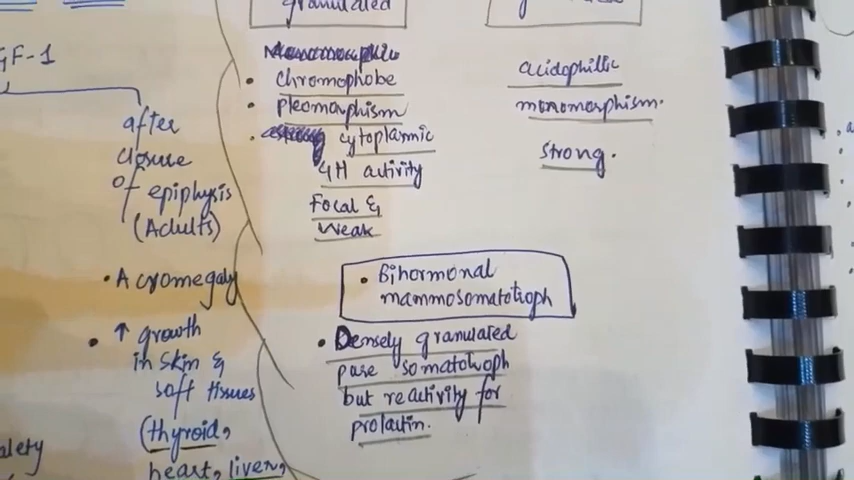 granulated
GF-1
after
closure
of epiphysis
(Adults)
• Acromegaly
• ↑ growth
in skin &
soft tissues
(thyroid,
heart, liver,
• chromophobe
• pleomorphism
• cytoplasmic
GH activity
Focal &
Weak
acidophilic
monomorphism.
Strong.
• Bihormonal
mammosomatotroph
• Densely granulated
pure somatotroph
but reactivity for
prolactin.